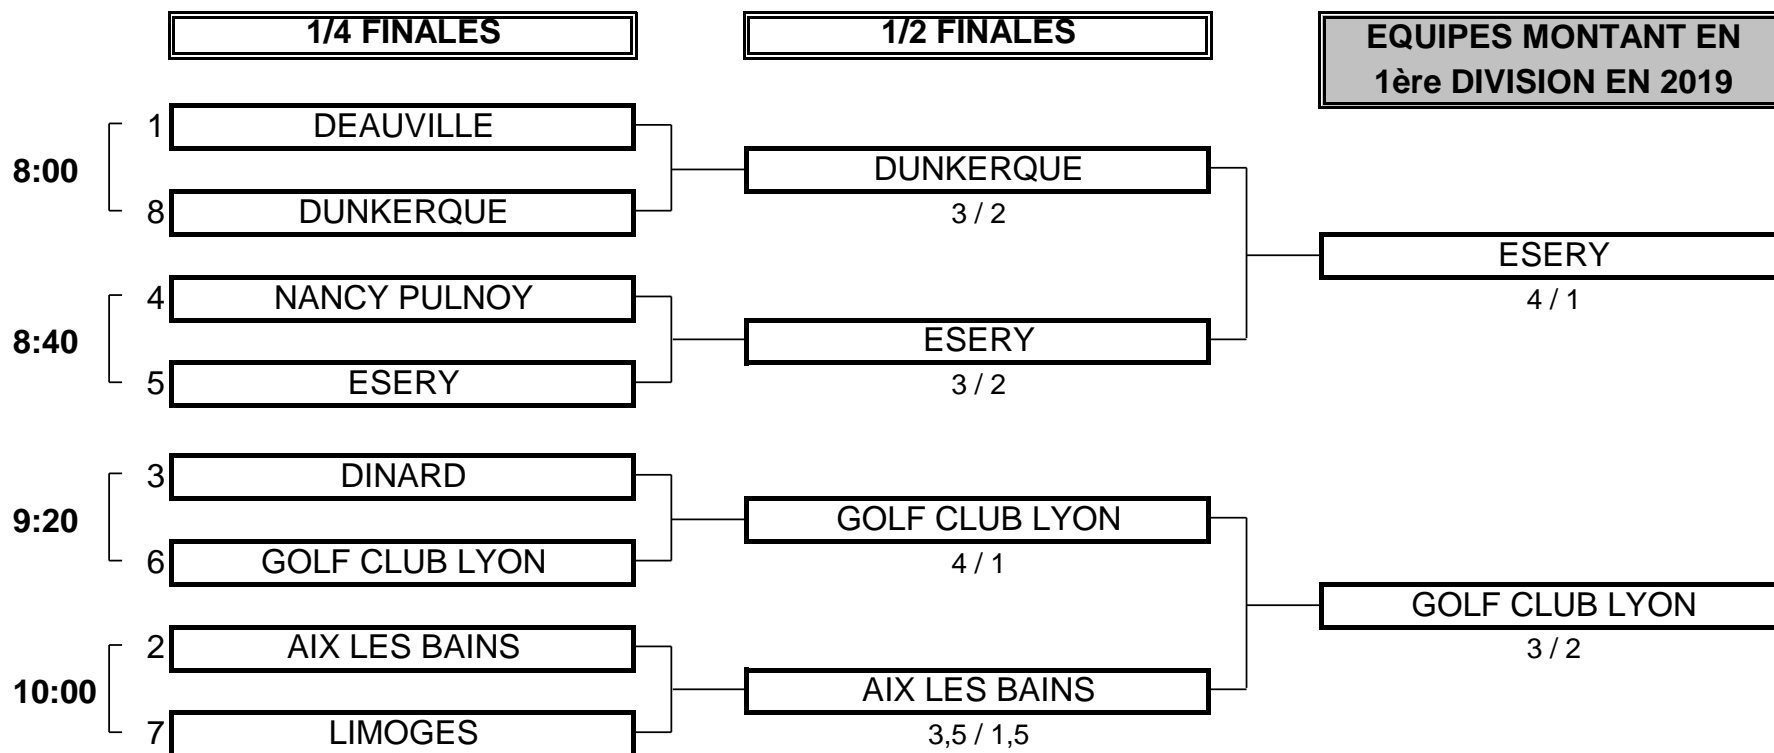 1/4 FINALES
1/2 FINALES
EQUIPES MONTANT EN
1ère DIVISION EN 2019
8:00
1 DEAUVILLE
8 DUNKERQUE
DUNKERQUE
3 / 2
8:40
4 NANCY PULNOY
5 ESERY
ESERY
3 / 2
ESERY
4 / 1
9:20
3 DINARD
6 GOLF CLUB LYON
GOLF CLUB LYON
4 / 1
10:00
2 AIX LES BAINS
7 LIMOGES
AIX LES BAINS
3,5 / 1,5
GOLF CLUB LYON
3 / 2